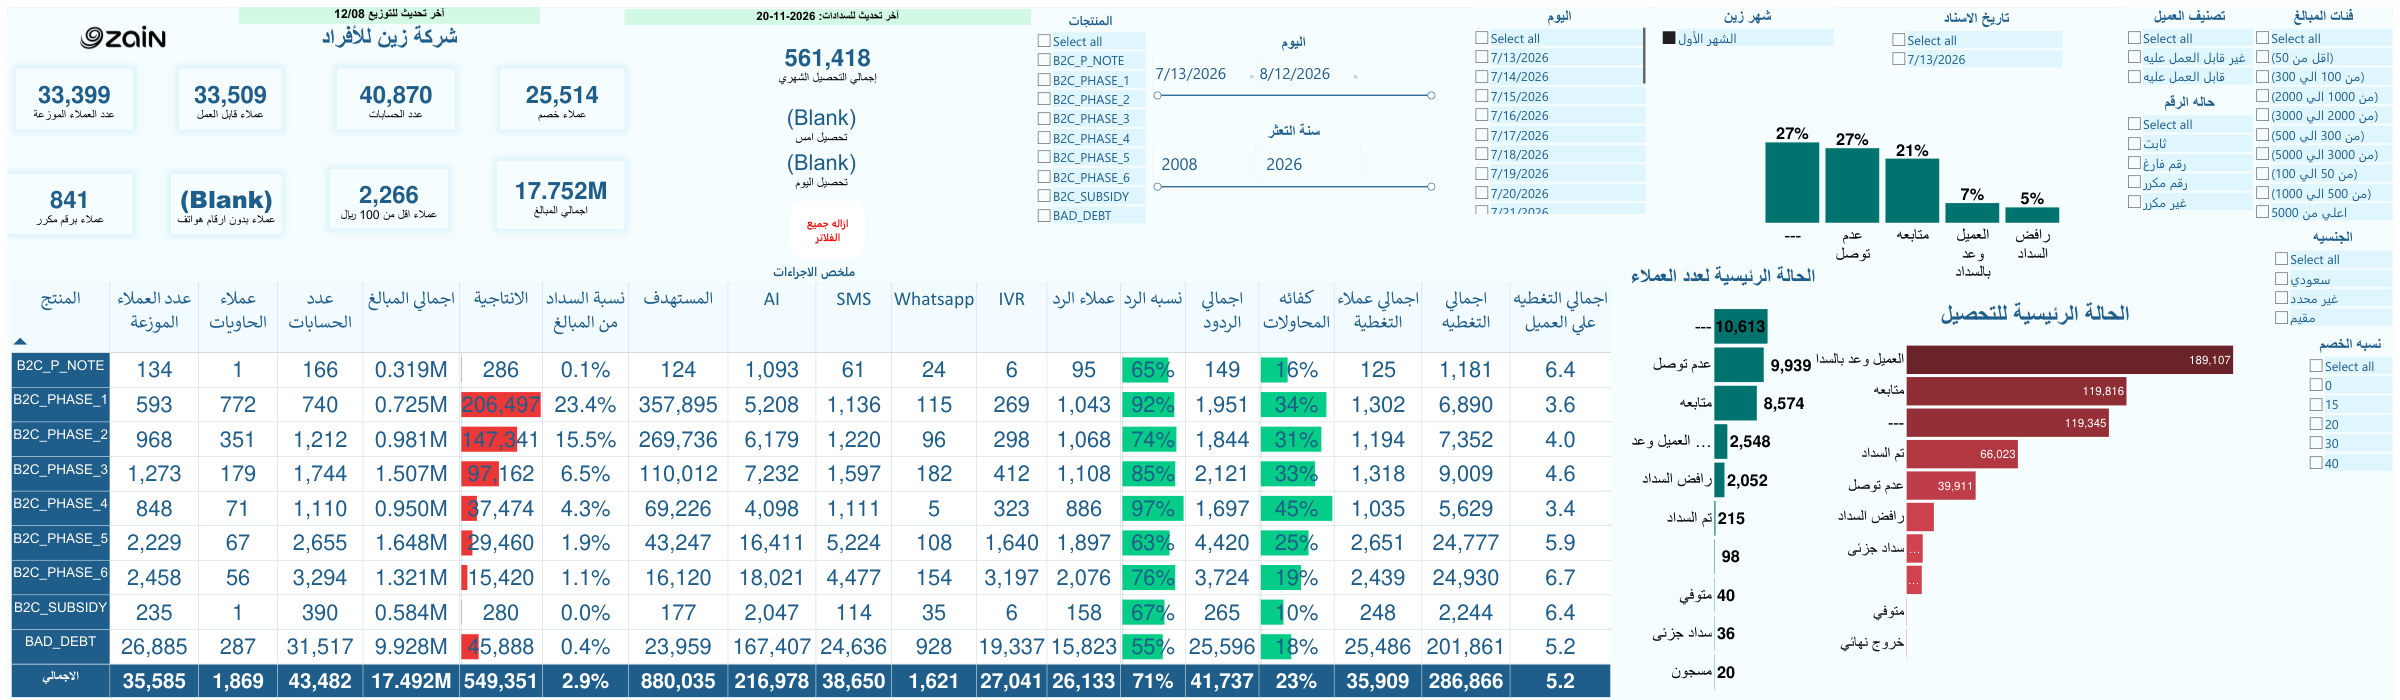 آخر تحديث للتوزيع 12/08
آخر تحديث للسدادات: 2026-11-20
zain
شركة زين للأفراد
33,399
عدد العملاء الموزعة
33,509
عملاء قابل العمل
40,870
عدد الحسابات
25,514
عملاء خصم
841
عملاء برقم مكرر
(Blank)
عملاء بدون ارقام هواتف
2,266
عملاء اقل من 100 ريال
17.752M
اجمالي المبالغ
561,418
إجمالي التحصيل الشهري
(Blank)
تحصيل امس
(Blank)
تحصيل اليوم
ازاله جميع
الفلاتر
المنتجات
Select all
B2C_P_NOTE
B2C_PHASE_1
B2C_PHASE_2
B2C_PHASE_3
B2C_PHASE_4
B2C_PHASE_5
B2C_PHASE_6
B2C_SUBSIDY
BAD_DEBT
اليوم
7/13/2026 8/12/2026
سنة التعثر
2008 2026
اليوم
Select all
7/13/2026
7/14/2026
7/15/2026
7/16/2026
7/17/2026
7/18/2026
7/19/2026
7/20/2026
7/21/2026
شهر زين
الشهر الأول
تاريخ الاسناد
Select all
7/13/2026
تصنيف العميل
Select all
غير قابل العمل عليه
قابل العمل عليه
حاله الرقم
Select all
ثابت
رقم فارغ
رقم مكرر
غير مكرر
فئات المبالغ
Select all
(اقل من 50)
(من 100 الي 300)
(من 1000 الي 2000)
(من 2000 الي 3000)
(من 300 الي 500)
(من 3000 الي 5000)
(من 50 الي 100)
(من 500 الي 1000)
اعلي من 5000
الجنسيه
Select all
سعودي
غير محدد
مقيم
نسبه الخصم
Select all
0
15
20
30
40
27% 27% 21% 7% 5%
---
عدم
توصل
متابعه
العميل
وعد
بالسداد
رافض
السداد
ملخص الاجراءات
المنتج
عدد العملاء
الموزعة
عملاء
الحاويات
عدد
الحسابات
اجمالي المبالغ
الانتاجية
نسبة السداد
من المبالغ
المستهدف
AI
SMS
Whatsapp
IVR
عملاء الرد
نسبه الرد
اجمالي
الردود
كفائه
المحاولات
اجمالي عملاء
التغطية
اجمالي
التغطيه
اجمالي التغطيه
علي العميل
B2C_P_NOTE 134 1 166 0.319M 286 0.1% 124 1,093 61 24 6 95 65% 149 16% 125 1,181 6.4
B2C_PHASE_1 593 772 740 0.725M 206,497 23.4% 357,895 5,208 1,136 115 269 1,043 92% 1,951 34% 1,302 6,890 3.6
B2C_PHASE_2 968 351 1,212 0.981M 147,341 15.5% 269,736 6,179 1,220 96 298 1,068 74% 1,844 31% 1,194 7,352 4.0
B2C_PHASE_3 1,273 179 1,744 1.507M 97,162 6.5% 110,012 7,232 1,597 182 412 1,108 85% 2,121 33% 1,318 9,009 4.6
B2C_PHASE_4 848 71 1,110 0.950M 37,474 4.3% 69,226 4,098 1,111 5 323 886 97% 1,697 45% 1,035 5,629 3.4
B2C_PHASE_5 2,229 67 2,655 1.648M 29,460 1.9% 43,247 16,411 5,224 108 1,640 1,897 63% 4,420 25% 2,651 24,777 5.9
B2C_PHASE_6 2,458 56 3,294 1.321M 15,420 1.1% 16,120 18,021 4,477 154 3,197 2,076 76% 3,724 19% 2,439 24,930 6.7
B2C_SUBSIDY 235 1 390 0.584M 280 0.0% 177 2,047 114 35 6 158 67% 265 10% 248 2,244 6.4
BAD_DEBT 26,885 287 31,517 9.928M 45,888 0.4% 23,959 167,407 24,636 928 19,337 15,823 55% 25,596 18% 25,486 201,861 5.2
الاجمالي 35,585 1,869 43,482 17.492M 549,351 2.9% 880,035 216,978 38,650 1,621 27,041 26,133 71% 41,737 23% 35,909 286,866 5.2
الحالة الرئيسية لعدد العملاء
--- 10,613
عدم توصل 9,939
متابعه 8,574
العميل وعد ... 2,548
رافض السداد 2,052
تم السداد 215
98
متوفي 40
سداد جزئى 36
مسجون 20
الحالة الرئيسية للتحصيل
العميل وعد بالسدا 189,107
متابعه 119,816
--- 119,345
تم السداد 66,023
عدم توصل 39,911
رافض السداد
سداد جزئى ...
...
متوفي
خروج نهائي